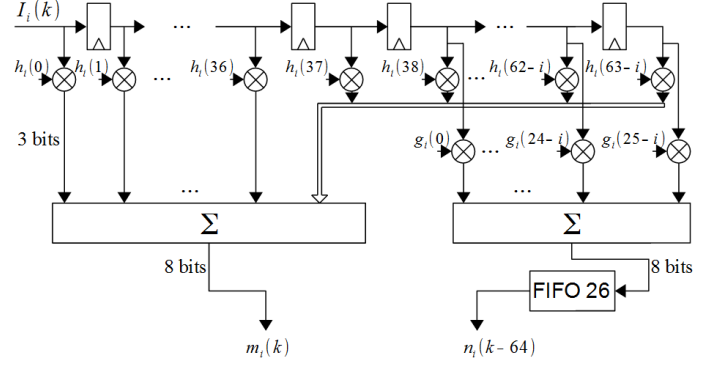 I_i(k)
...
...
h_i(0)
h_i(1)
...
h_i(36)
h_i(37)
h_i(38)
...
h_i(62-i)
h_i(63-i)
3 bits
g_i(0)
...
g_i(24-i)
g_i(25-i)
...
...
Σ
Σ
8 bits
8 bits
FIFO 26
m_i(k)
n_i(k-64)